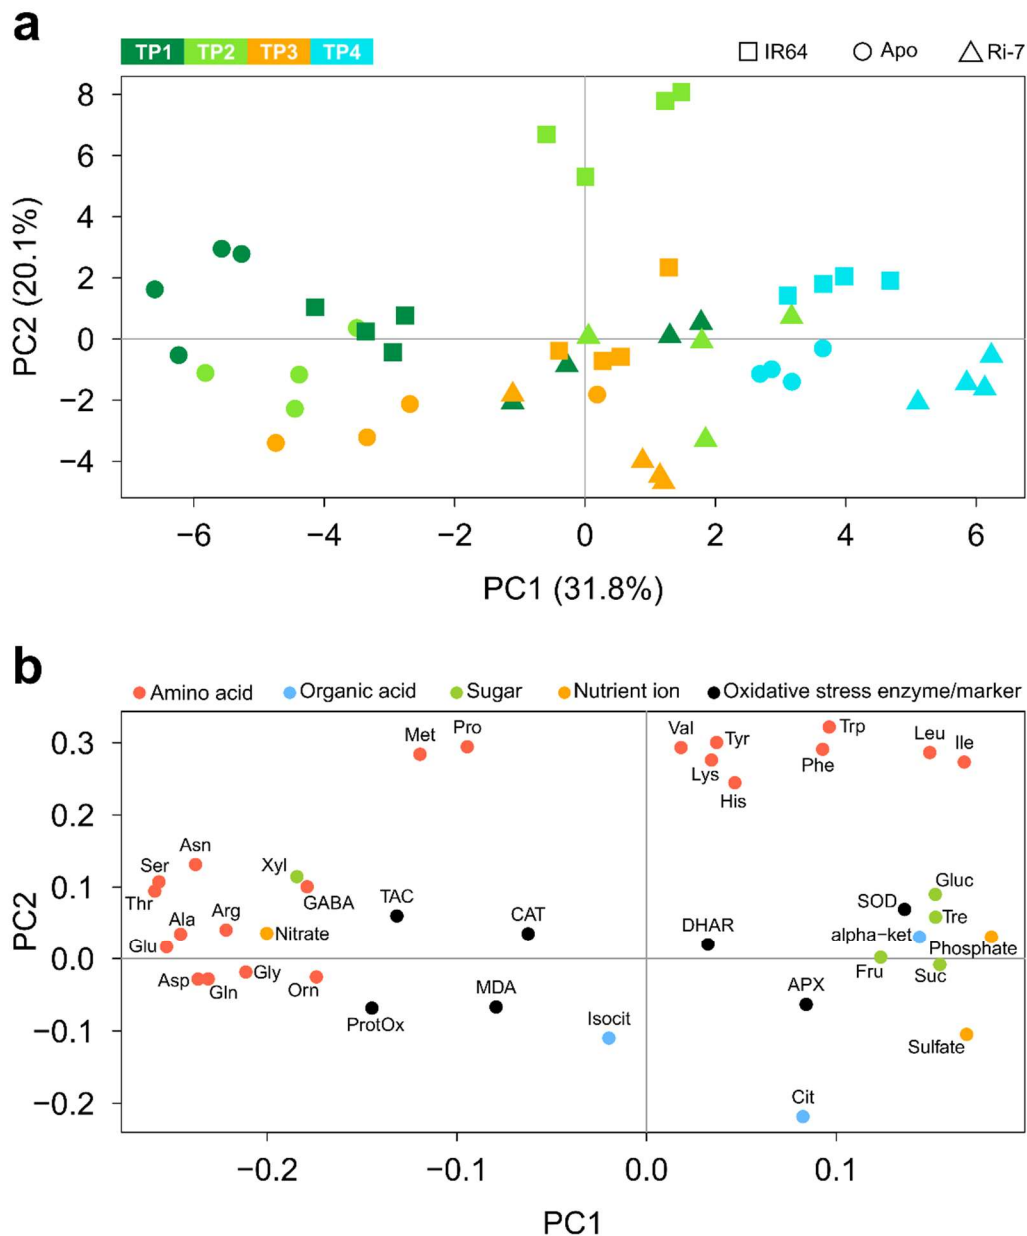 a
TP1 TP2 TP3 TP4 IR64 Apo Ri-7
8
6
4
2
0
−2
−4
PC2 (20.1%)
−6 −4 −2 0 2 4 6
PC1 (31.8%)
b
Amino acid Organic acid Sugar Nutrient ion Oxidative stress enzyme/marker
0.3
0.2
0.1
0.0
−0.1
−0.2
PC2
Met Pro Val Tyr Trp Leu Ile
Lys Phe
His
Asn
Ser Xyl Gluc
Thr GABA TAC SOD
Ala Arg CAT DHAR Tre
Glu Nitrate alpha−ket Phosphate
Asp Gln Gly Orn MDA APX Fru Suc
ProtOx
Isocit Sulfate
Cit
−0.2 −0.1 0.0 0.1
PC1